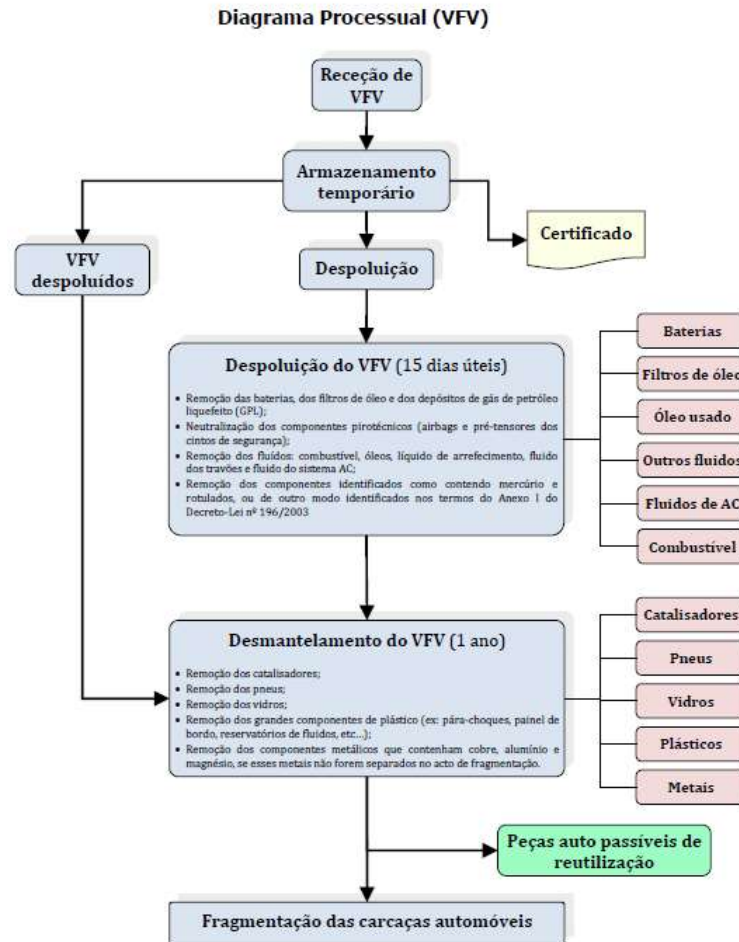 Diagrama Processual (VFV)
Receção de
VFV
Armazenamento
temporário
Certificado
VFV
despoluídos
Despoluição
Despoluição do VFV (15 dias úteis)
• Remoção das baterias, dos filtros de óleo e dos depósitos de gás de petróleo
liquefeito (GPL);
• Neutralização dos componentes pirotécnicos (airbags e pré-tensores dos
cintos de segurança);
• Remoção dos fluídos: combustível, óleos, líquido de arrefecimento, fluido
dos travões e fluido do sistema AC;
• Remoção dos componentes identificados como contendo mercúrio e
rotulados, ou de outro modo identificados nos termos do Anexo I do
Decreto-Lei nº 196/2003
Baterias
Filtros de óleo
Óleo usado
Outros fluidos
Fluidos de AC
Combustível
Desmantelamento do VFV (1 ano)
• Remoção dos catalisadores;
• Remoção dos pneus;
• Remoção dos vidros;
• Remoção dos grandes componentes de plástico (ex: pára-choques, painel de
bordo, reservatórios de fluidos, etc...);
• Remoção dos componentes metálicos que contenham cobre, alumínio e
magnésio, se esses metais não forem separados no acto de fragmentação.
Catalisadores
Pneus
Vidros
Plásticos
Metais
Peças auto passíveis de
reutilização
Fragmentação das carcaças automóveis